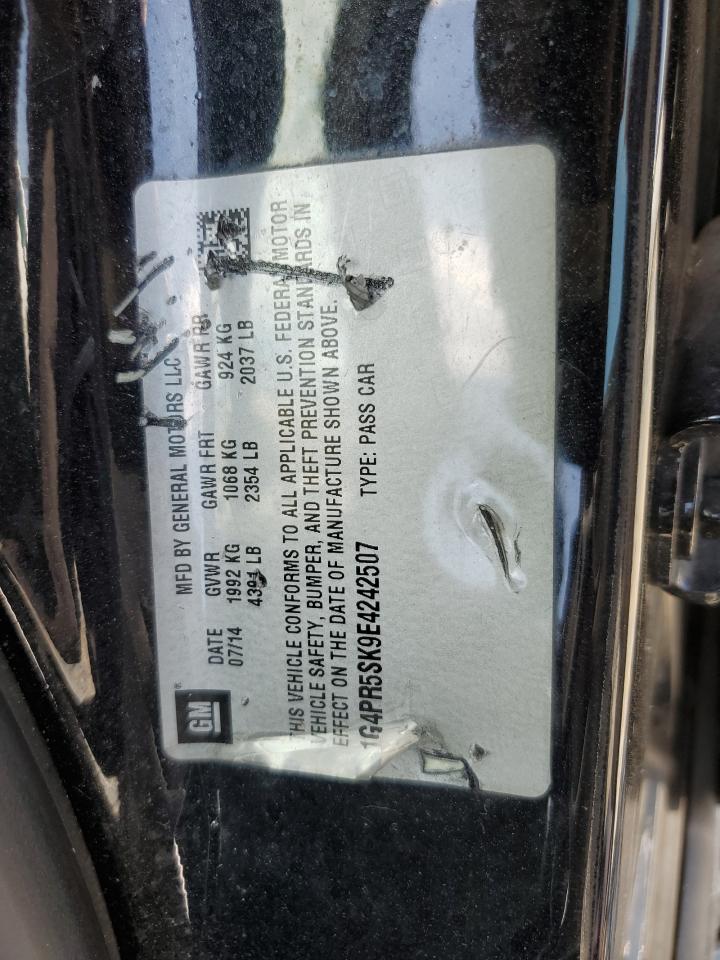 MFD BY GENERAL MOTORS LLC
GM
DATE GVWR GAWR FRT GAWR RR
07/14 1992 KG 1068 KG 924 KG
4391 LB 2354 LB 2037 LB
THIS VEHICLE CONFORMS TO ALL APPLICABLE U.S. FEDERAL MOTOR
VEHICLE SAFETY, BUMPER, AND THEFT PREVENTION STANDARDS IN
EFFECT ON THE DATE OF MANUFACTURE SHOWN ABOVE.
1G4PR5SK9E4242507 TYPE: PASS CAR